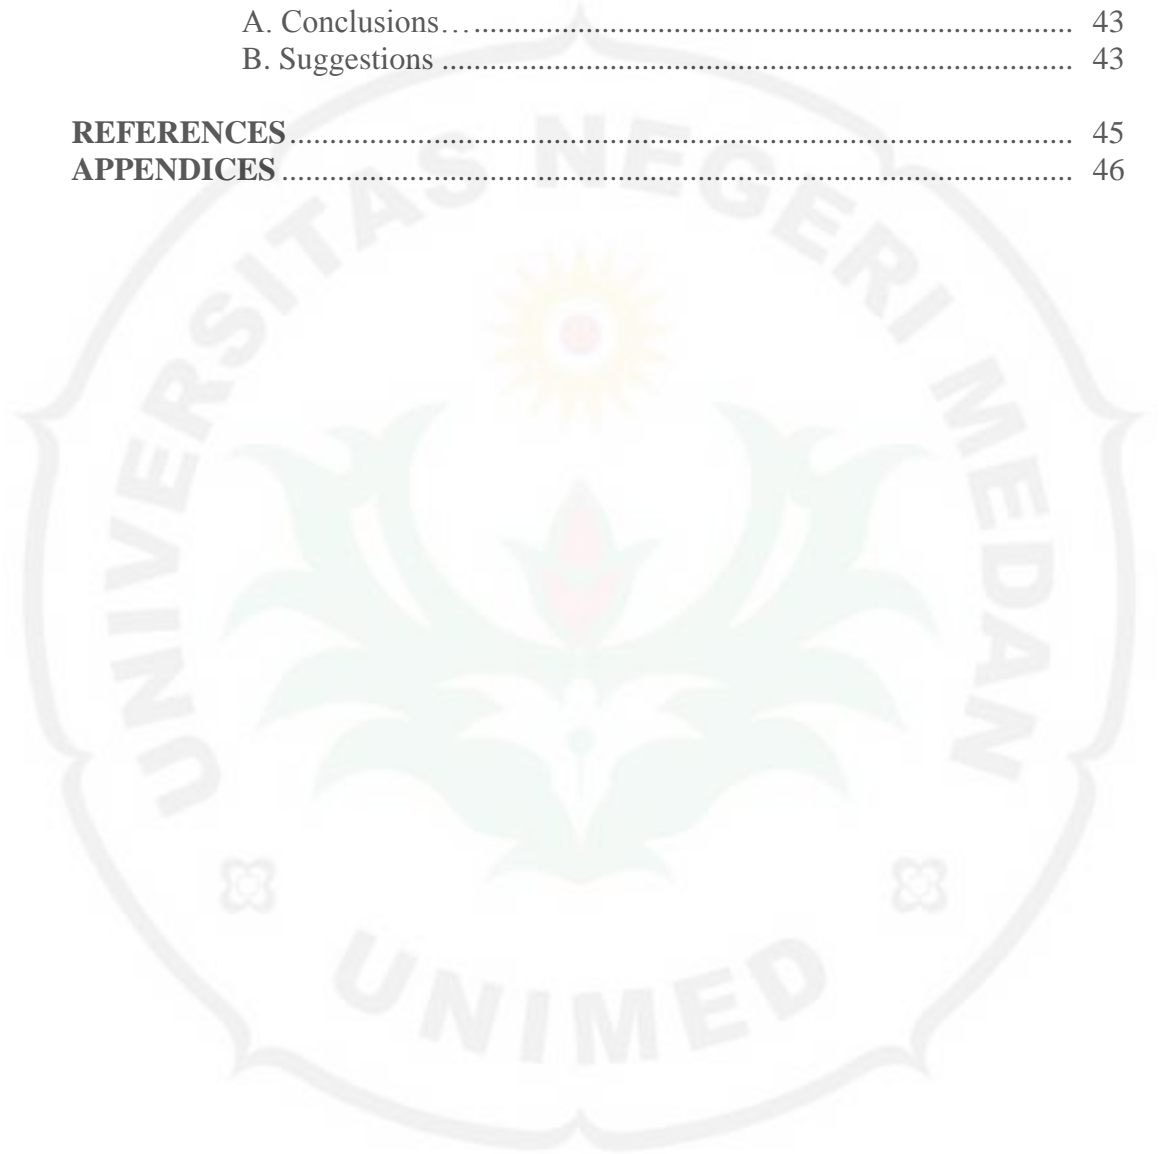 A. Conclusions…........................................................................... 43
B. Suggestions ............................................................................... 43
REFERENCES.................................................................................................. 45
APPENDICES ................................................................................................... 46
UNIVERSITAS NEGERI MEDAN
UNIMED